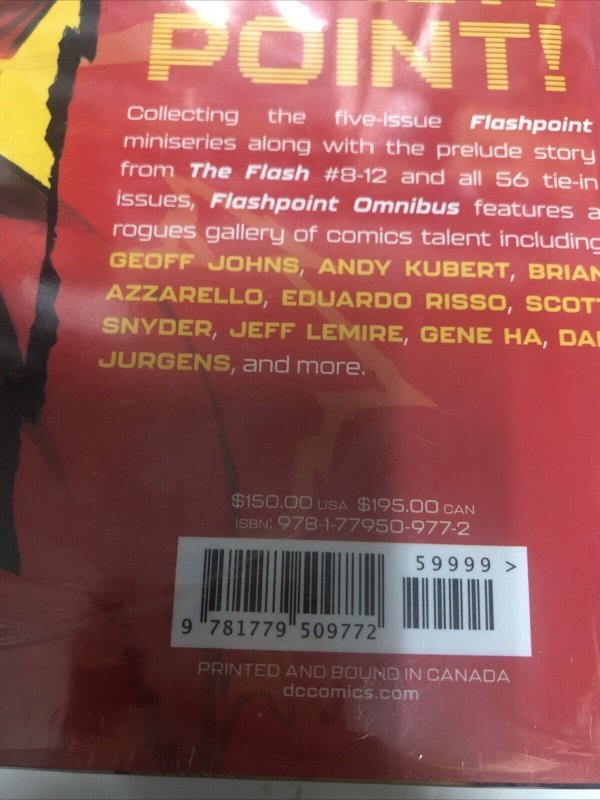 POINT!
Collecting the five-issue Flashpoint
miniseries along with the prelude story
from The Flash #8-12 and all 56 tie-in
issues, Flashpoint Omnibus features a
rogues gallery of comics talent including
GEOFF JOHNS, ANDY KUBERT, BRIAN
AZZARELLO, EDUARDO RISSO, SCOTT
SNYDER, JEFF LEMIRE, GENE HA, DA
JURGENS, and more.
$150.00 USA $195.00 CAN
ISBN: 978-1-77950-977-2
59999 >
9 781779 509772
PRINTED AND BOUND IN CANADA
dccomics.com